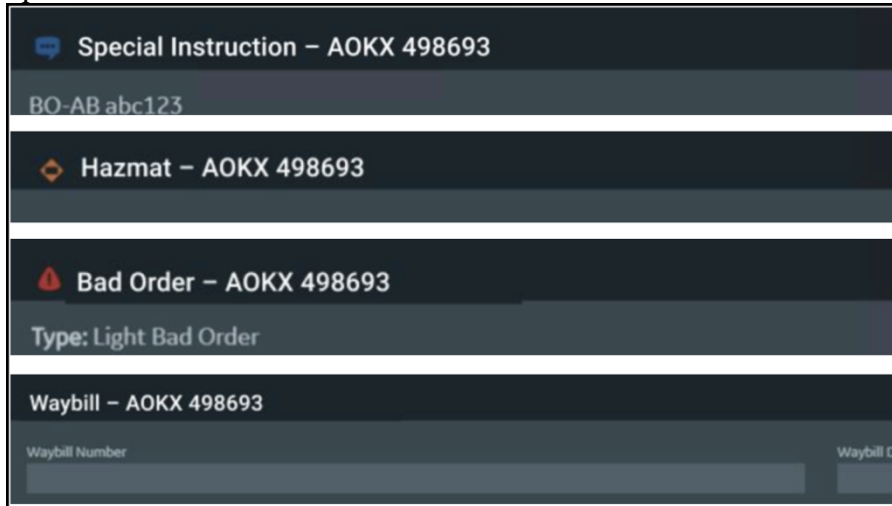 Special Instruction – AOKX 498693
BO-AB abc123
Hazmat – AOKX 498693
Bad Order – AOKX 498693
Type: Light Bad Order
Waybill – AOKX 498693
Waybill Number Waybill D